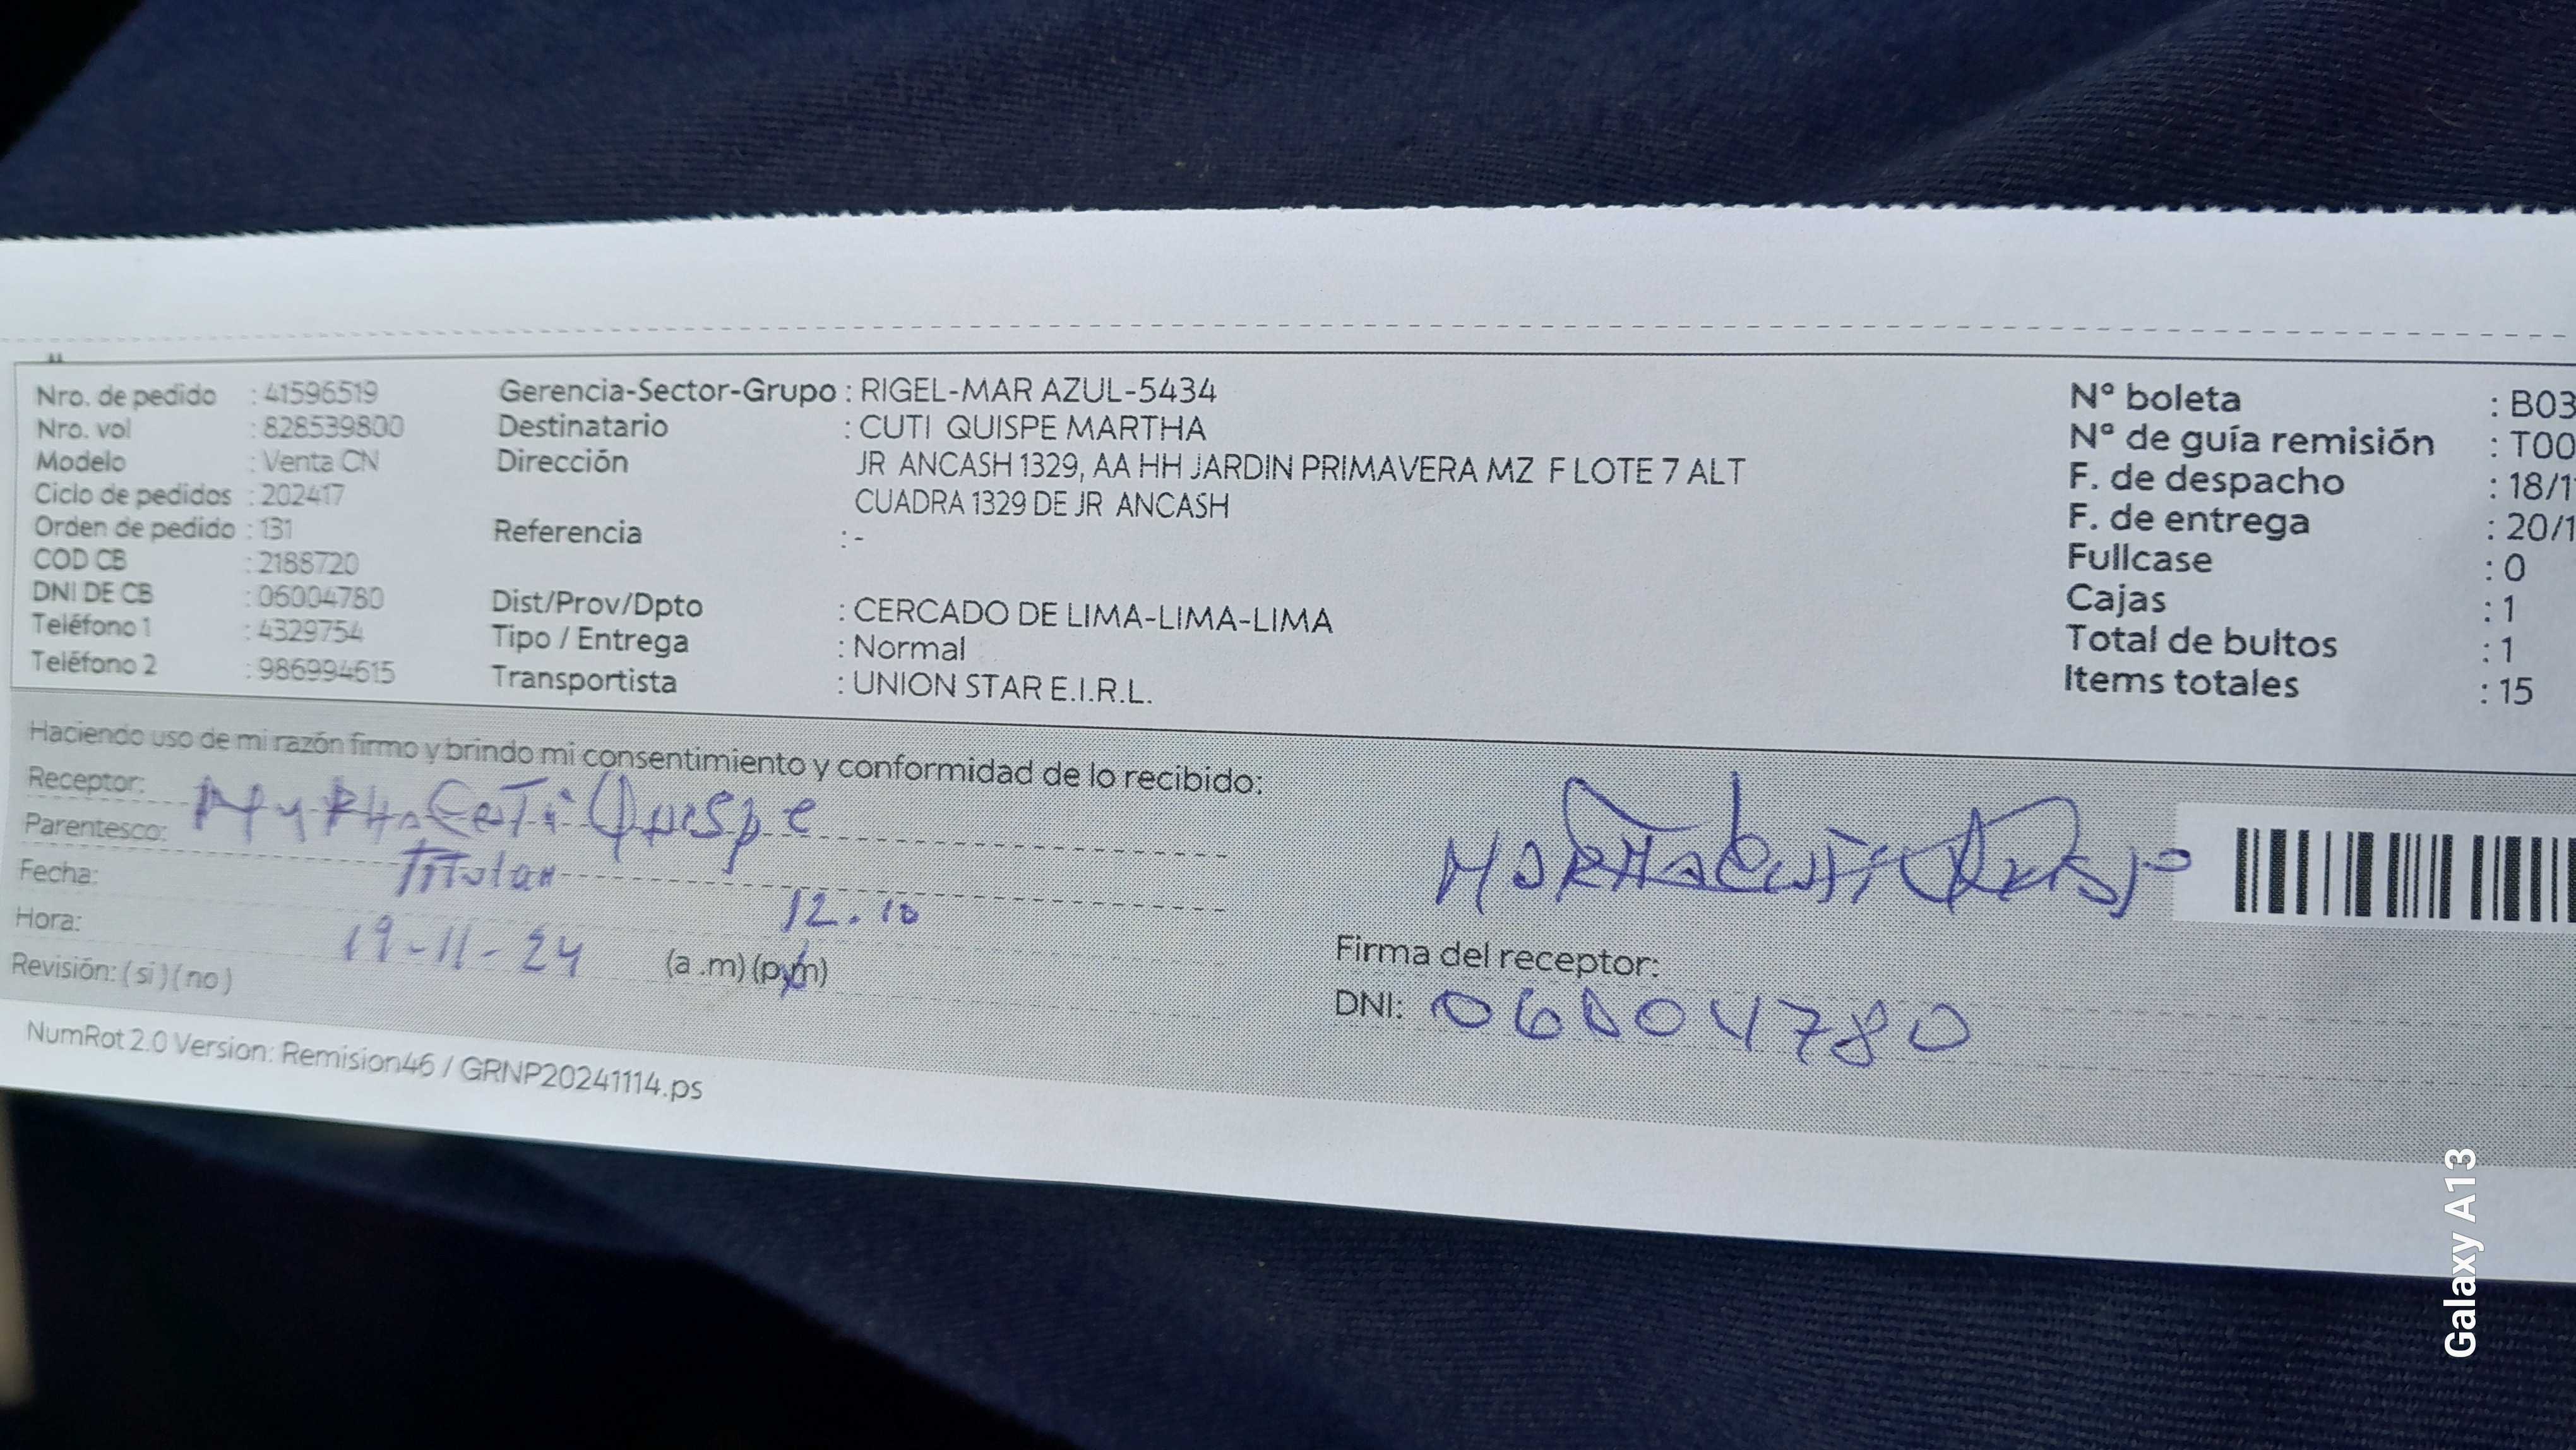 Nro. de pedido : 41596519
Nro. vol : 828539800
Modelo : Venta CN
Ciclo de pedidos : 202417
Orden de pedido : 131
COD CB : 2188720
DNI DE CB : 06004780
Teléfono 1 : 4329754
Teléfono 2 : 986994615
Gerencia-Sector-Grupo : RIGEL-MAR AZUL-5434
Destinatario : CUTI QUISPE MARTHA
Dirección JR ANCASH 1329, AA HH JARDIN PRIMAVERA MZ F LOTE 7 ALT
CUADRA 1329 DE JR ANCASH
Referencia : -
Dist/Prov/Dpto : CERCADO DE LIMA-LIMA-LIMA
Tipo / Entrega : Normal
Transportista : UNION STAR E.I.R.L.
Nº boleta : B03
Nº de guía remisión : T00
F. de despacho : 18/1
F. de entrega : 20/1
Fullcase : 0
Cajas : 1
Total de bultos : 1
Items totales : 15
Haciendo uso de mi razón firmo y brindo mi consentimiento y conformidad de lo recibido:
Receptor: Cuti Quispe
Parentesco: Titular
Fecha: 12.10
Hora: 19-11-24 (a .m) (p.m)
Revisión: ( si ) ( no )
Martha Cuti Quispe
Firma del receptor:
DNI: 06004780
NumRot 2.0 Version: Remision46 / GRNP20241114.ps
Galaxy A13